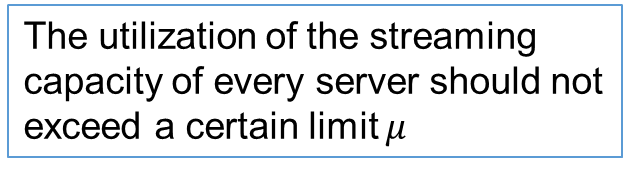 The utilization of the streaming
capacity of every server should not
exceed a certain limit 𝜇